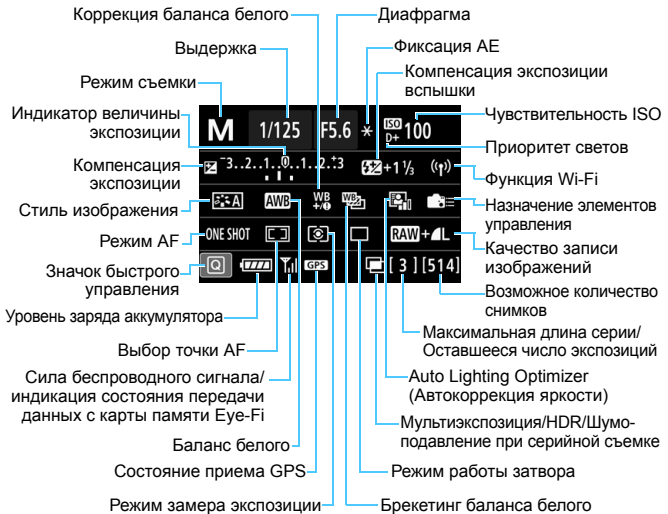 Коррекция баланса белого
Диафрагма
Выдержка
Фиксация AE
Режим съемки
Компенсация экспозиции
вспышки
Индикатор величины
экспозиции
Чувствительность ISO
Приоритет светов
Компенсация
экспозиции
Функция Wi-Fi
Стиль изображения
Назначение элементов
управления
Режим AF
Качество записи
изображений
Значок быстрого
управления
Возможное количество
снимков
Уровень заряда аккумулятора
Максимальная длина серии/
Оставшееся число экспозиций
Выбор точки AF
Auto Lighting Optimizer
(Автокоррекция яркости)
Сила беспроводного сигнала/
индикация состояния передачи
данных с карты памяти Eye-Fi
Мультиэкспозиция/HDR/Шумо-
подавление при серийной съемке
Баланс белого
Состояние приема GPS
Режим работы затвора
Режим замера экспозиции
Брекетинг баланса белого
M 1/125 F5.6 * ISO D+ 100
-3..2..1..0..1..2.+3 +1 1/3
A AWB WB +/- WB
ONE SHOT RAW+L
Q GPS [ 3 ] [514]